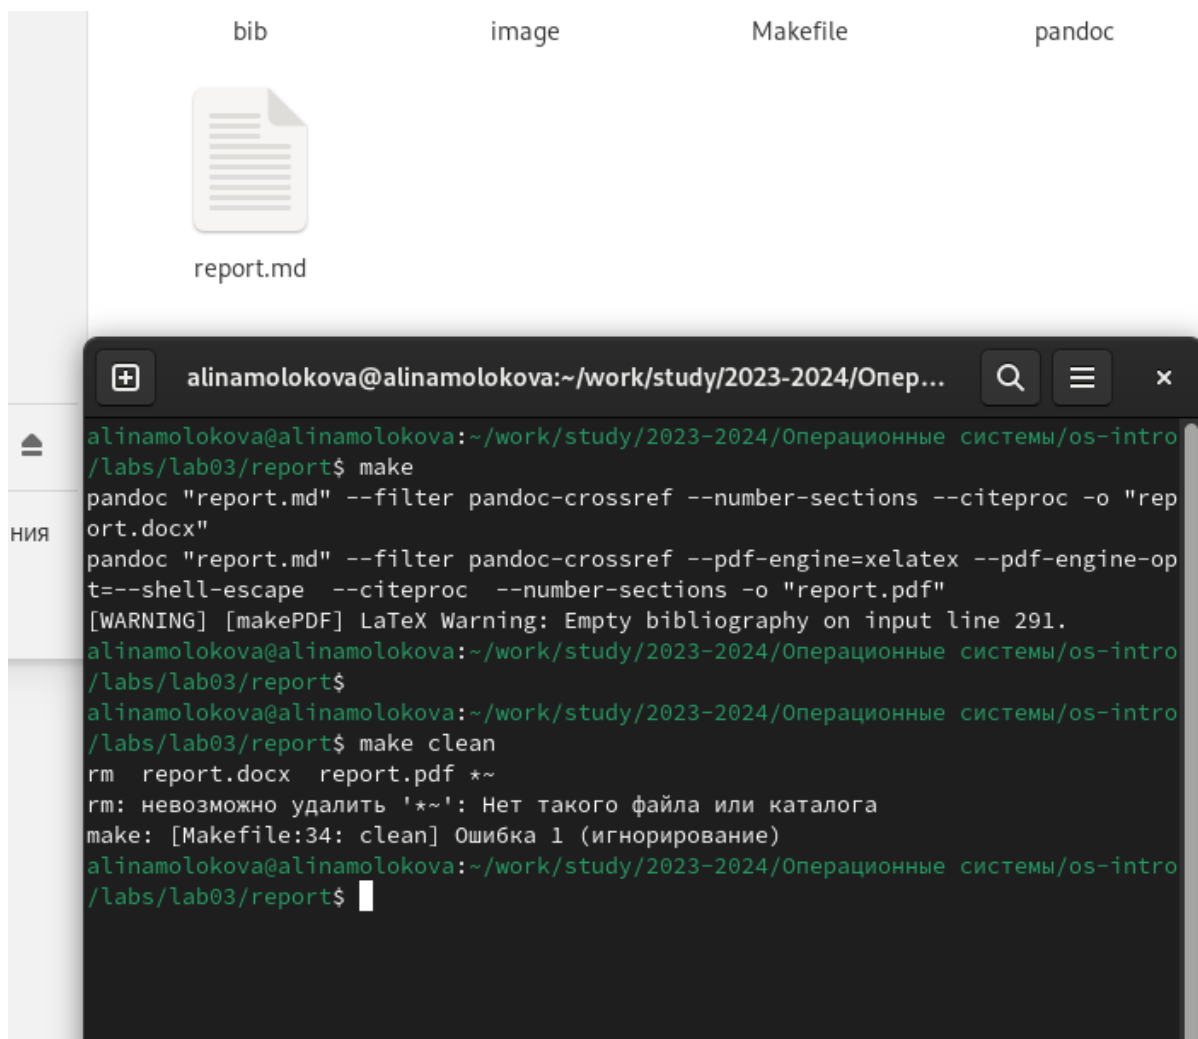 bib image Makefile pandoc
report.md
alinamolokova@alinamolokova:~/work/study/2023-2024/Опер...
ния
alinamolokova@alinamolokova:~/work/study/2023-2024/Операционные системы/os-intro
/labs/lab03/report$ make
pandoc "report.md" --filter pandoc-crossref --number-sections --citeproc -o "rep
ort.docx"
pandoc "report.md" --filter pandoc-crossref --pdf-engine=xelatex --pdf-engine-op
t=--shell-escape  --citeproc  --number-sections -o "report.pdf"
[WARNING] [makePDF] LaTeX Warning: Empty bibliography on input line 291.
alinamolokova@alinamolokova:~/work/study/2023-2024/Операционные системы/os-intro
/labs/lab03/report$
alinamolokova@alinamolokova:~/work/study/2023-2024/Операционные системы/os-intro
/labs/lab03/report$ make clean
rm  report.docx  report.pdf *~
rm: невозможно удалить '*~': Нет такого файла или каталога
make: [Makefile:34: clean] Ошибка 1 (игнорирование)
alinamolokova@alinamolokova:~/work/study/2023-2024/Операционные системы/os-intro
/labs/lab03/report$